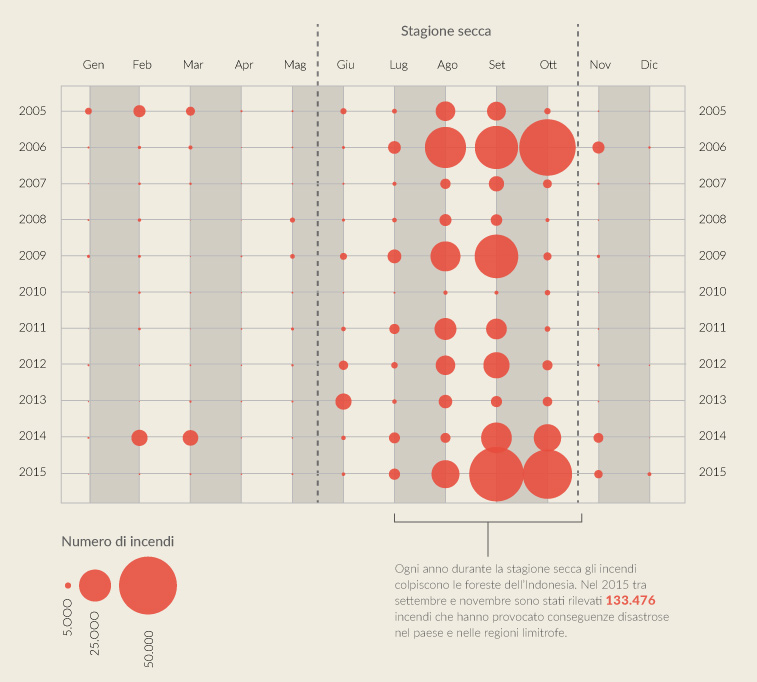 Stagione secca
Gen Feb Mar Apr Mag Giu Lug Ago Set Ott Nov Dic
2005 2005
2006 2006
2007 2007
2008 2008
2009 2009
2010 2010
2011 2011
2012 2012
2013 2013
2014 2014
2015 2015
Numero di incendi
5.000
25.000
50.000
Ogni anno durante la stagione secca gli incendi
colpiscono le foreste dell'Indonesia. Nel 2015 tra
settembre e novembre sono stati rilevati 133.476
incendi che hanno provocato conseguenze disastrose
nel paese e nelle regioni limitrofe.